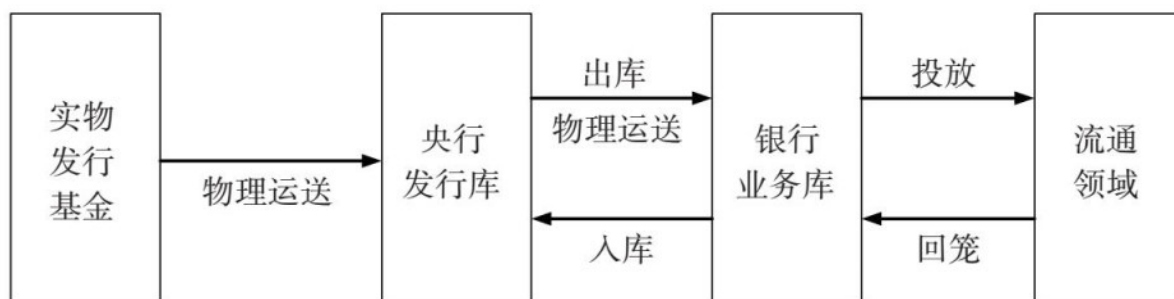 实物
发行
基金
物理运送
央行
发行库
出库
物理运送
入库
银行
业务库
投放
回笼
流通
领域